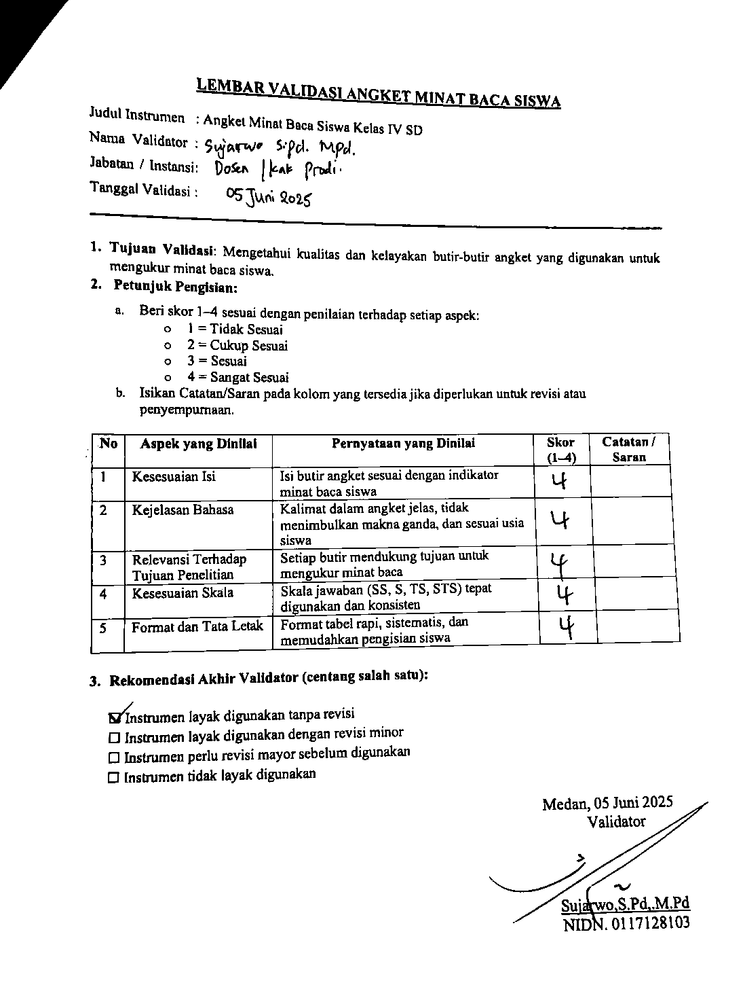 LEMBAR VALIDASI ANGKET MINAT BACA SISWA
Judul Instrumen : Angket Minat Baca Siswa Kelas IV SD
Nama Validator : Sujarwo S.Pd. MPd.
Jabatan / Instansi: Dosen / Kak Prodi.
Tanggal Validasi : 05 Juni 2025
1. Tujuan Validasi: Mengetahui kualitas dan kelayakan butir-butir angket yang digunakan untuk
mengukur minat baca siswa.
2. Petunjuk Pengisian:
a. Beri skor 1–4 sesuai dengan penilaian terhadap setiap aspek:
o 1 = Tidak Sesuai
o 2 = Cukup Sesuai
o 3 = Sesuai
o 4 = Sangat Sesuai
b. Isikan Catatan/Saran pada kolom yang tersedia jika diperlukan untuk revisi atau
penyempurnaan.
No Aspek yang Dinilai Pernyataan yang Dinilai Skor Catatan /
(1–4) Saran
1 Kesesuaian Isi Isi butir angket sesuai dengan indikator 4
minat baca siswa
2 Kejelasan Bahasa Kalimat dalam angket jelas, tidak
menimbulkan makna ganda, dan sesuai usia 4
siswa
3 Relevansi Terhadap Setiap butir mendukung tujuan untuk 4
Tujuan Penelitian mengukur minat baca
4 Kesesuaian Skala Skala jawaban (SS, S, TS, STS) tepat 4
digunakan dan konsisten
5 Format dan Tata Letak Format tabel rapi, sistematis, dan 4
memudahkan pengisian siswa
3. Rekomendasi Akhir Validator (centang salah satu):
☑ Instrumen layak digunakan tanpa revisi
☐ Instrumen layak digunakan dengan revisi minor
☐ Instrumen perlu revisi mayor sebelum digunakan
☐ Instrumen tidak layak digunakan
Medan, 05 Juni 2025
Validator
Sujarwo,S.Pd,.M.Pd
NIDN. 0117128103